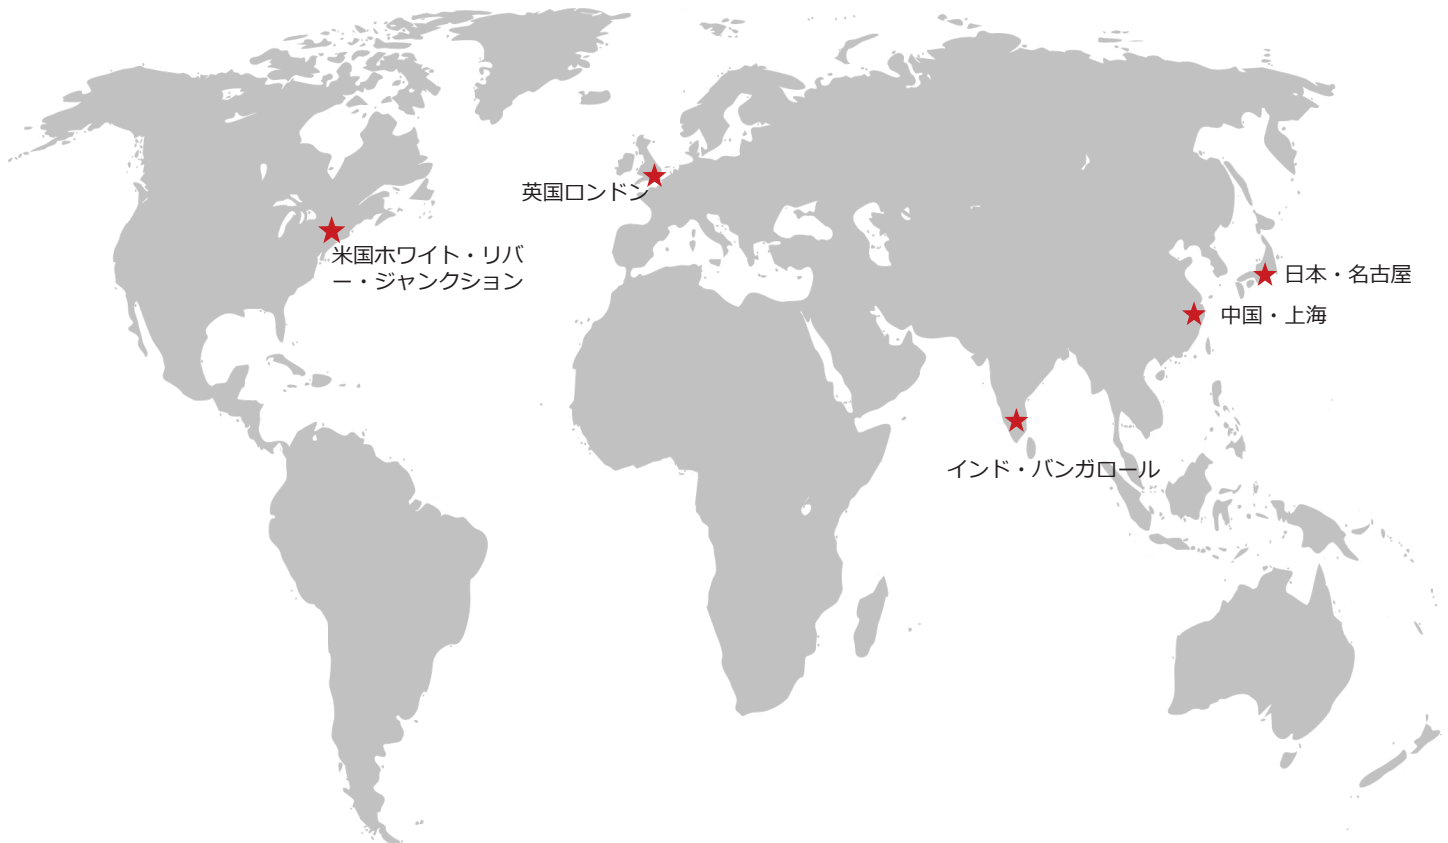 英国ロンドン
米国ホワイト・リバ
ー・ジャンクション
日本・名古屋
中国・上海
インド・バンガロール